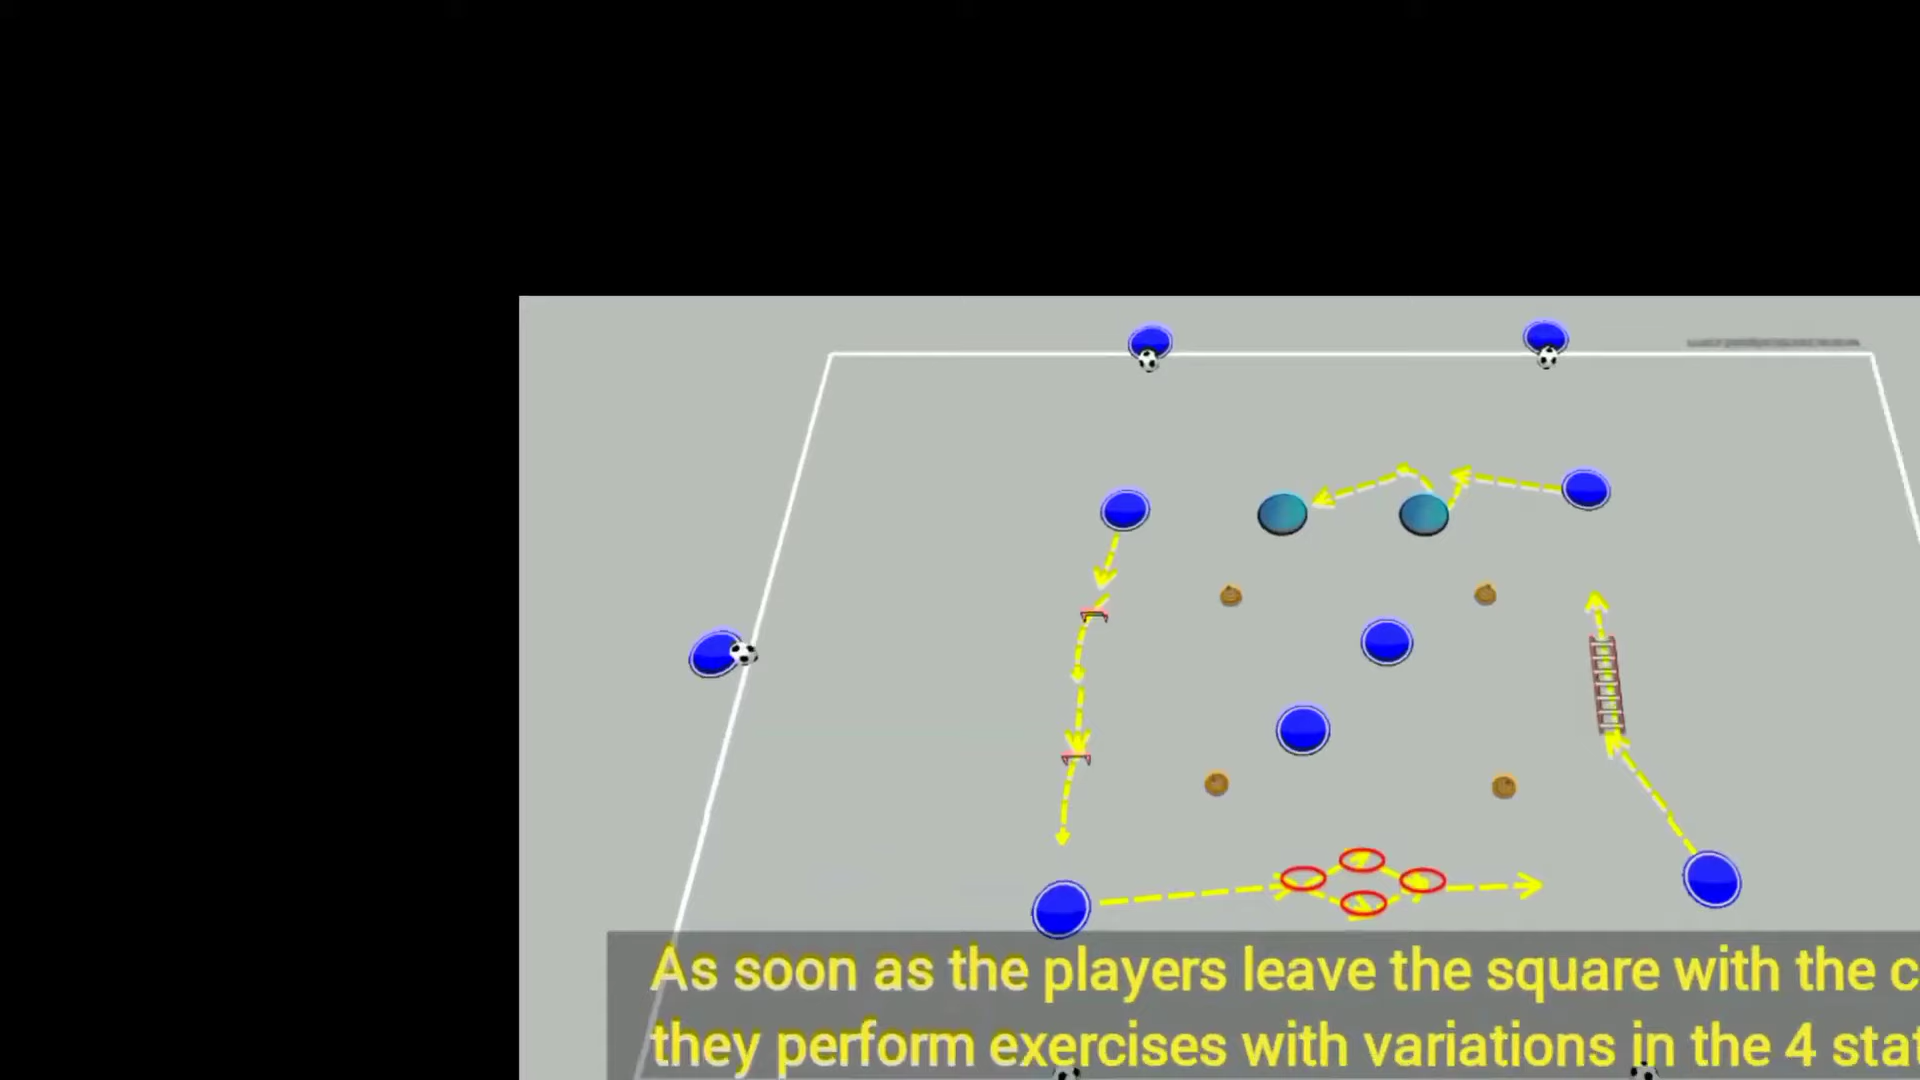 As soon as the players leave the square with the
they perform exercises with variations in the 4